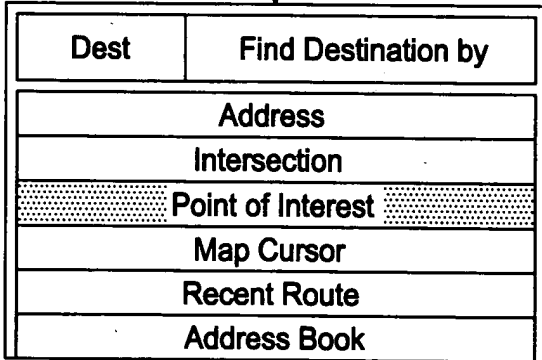 Dest Find Destination by
Address
Intersection
Point of Interest
Map Cursor
Recent Route
Address Book